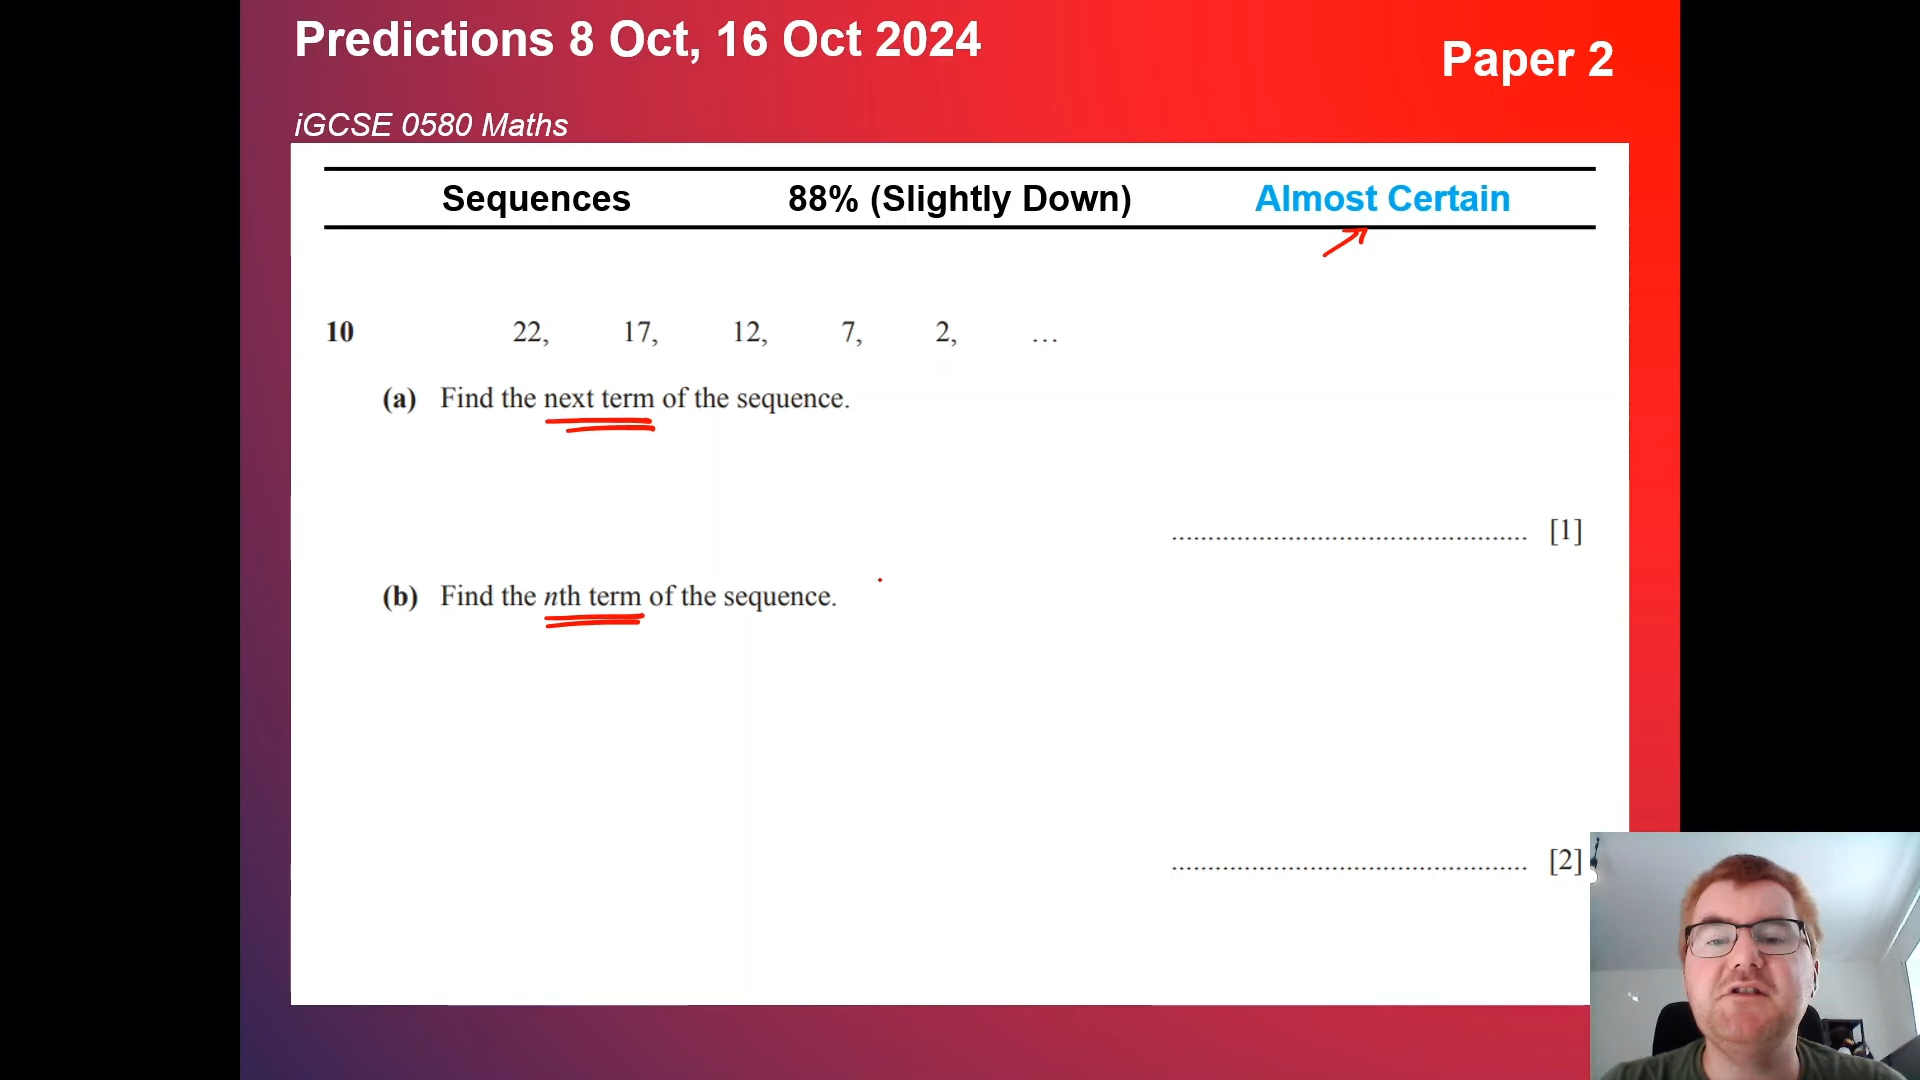 Predictions 8 Oct, 16 Oct 2024
Paper 2
iGCSE 0580 Maths
Sequences 88% (Slightly Down) Almost Certain
10 22, 17, 12, 7, 2, ...
(a) Find the next term of the sequence.
.................................................. [1]
(b) Find the nth term of the sequence.
.................................................. [2]